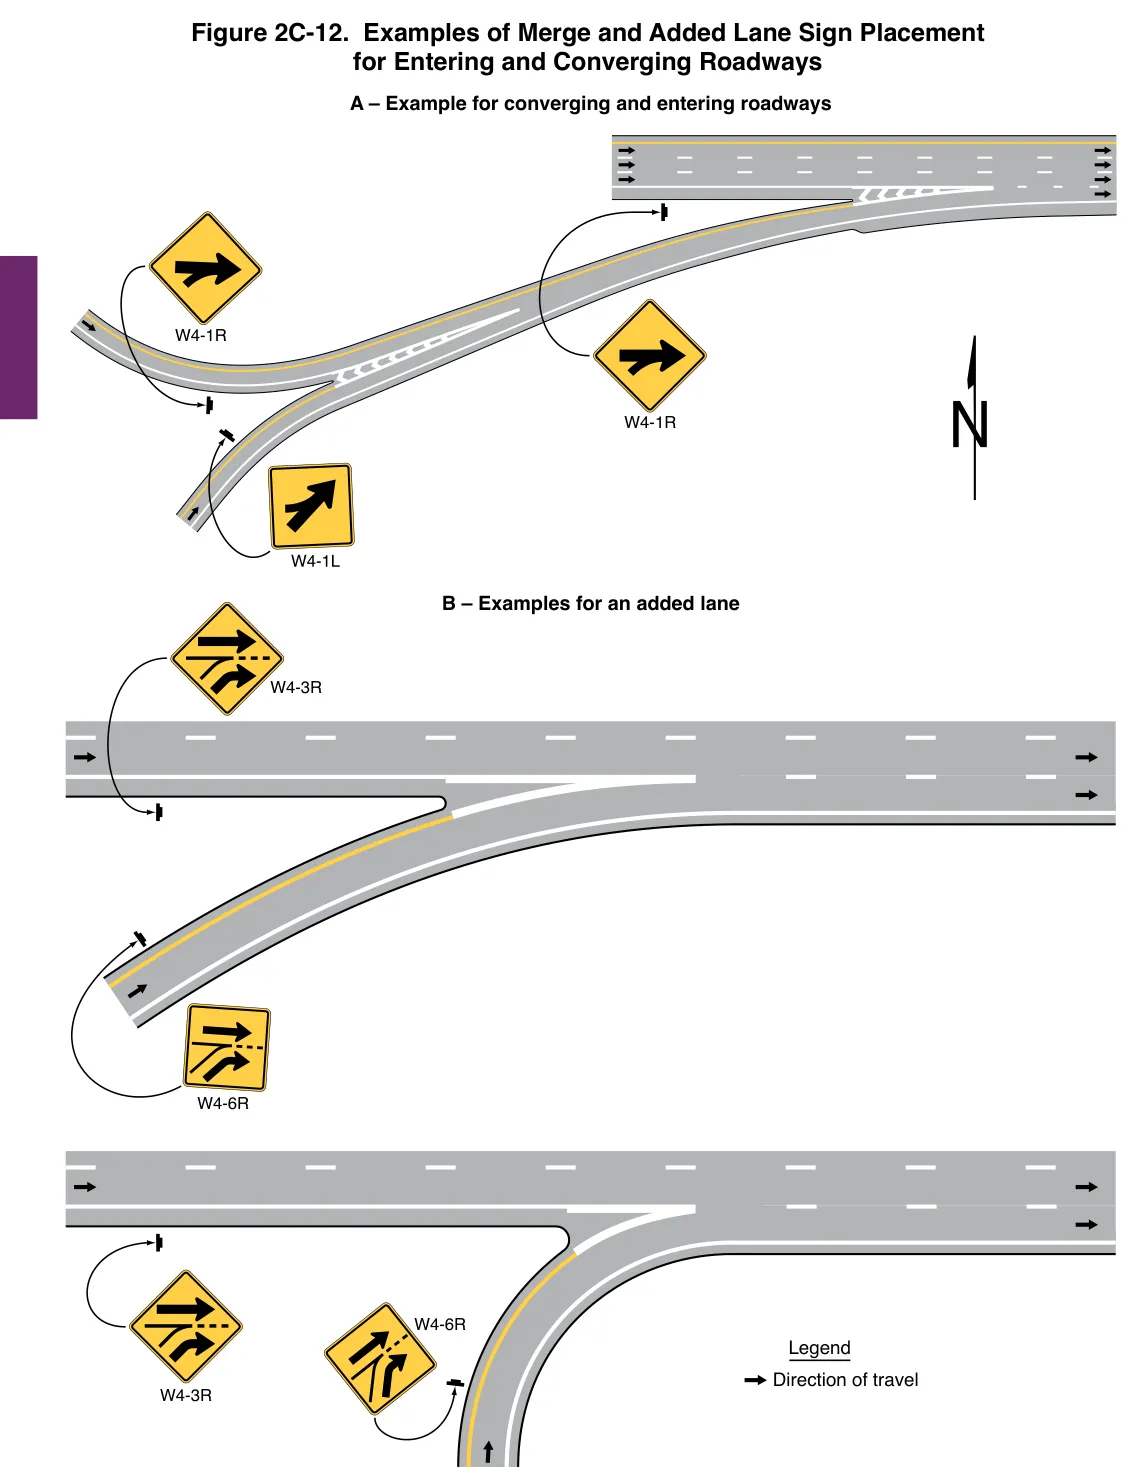 Figure 2C-12. Examples of Merge and Added Lane Sign Placement
for Entering and Converging Roadways
A – Example for converging and entering roadways
W4-1R
W4-1R
N
W4-1L
B – Examples for an added lane
W4-3R
W4-6R
W4-6R
W4-3R
Legend
Direction of travel